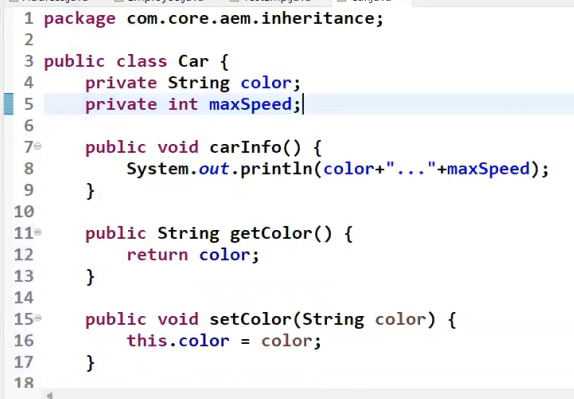 1 package com.core.aem.inheritance;
2
3 public class Car {
4 private String color;
5 private int maxSpeed;
6
7 public void carInfo() {
8 System.out.println(color+"..."+maxSpeed);
9 }
10
11 public String getColor() {
12 return color;
13 }
14
15 public void setColor(String color) {
16 this.color = color;
17 }
18